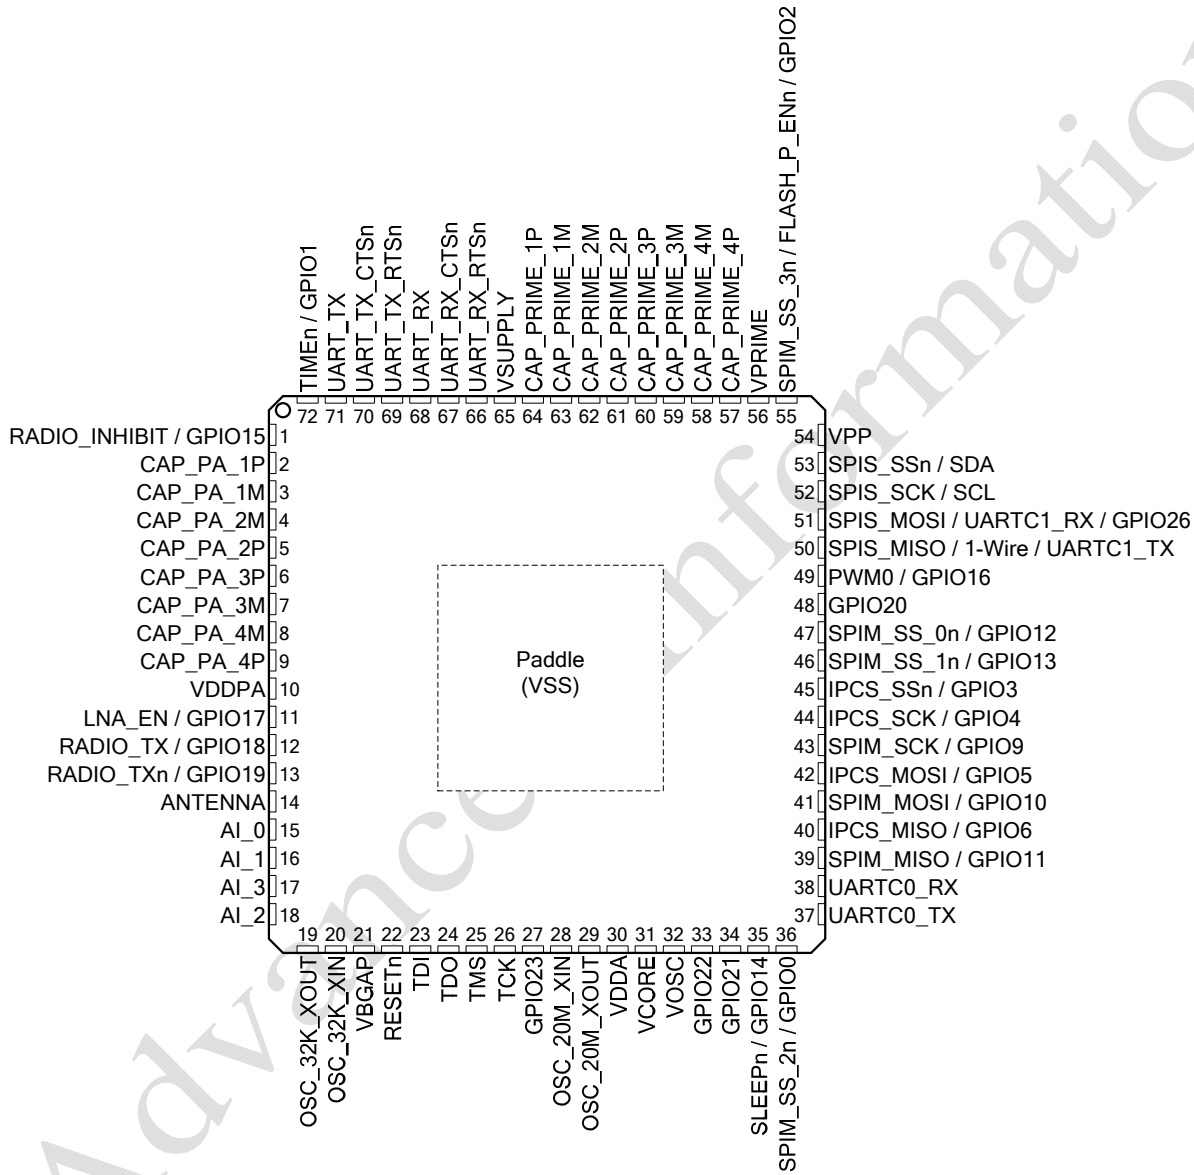 TIMEn / GPIO1
UART_TX
UART_TX_CTSn
UART_TX_RTSn
UART_RX
UART_RX_CTSn
UART_RX_RTSn
VSUPPLY
CAP_PRIME_1P
CAP_PRIME_1M
CAP_PRIME_2M
CAP_PRIME_2P
CAP_PRIME_3P
CAP_PRIME_3M
CAP_PRIME_4M
CAP_PRIME_4P
VPRIME
SPIM_SS_3n / FLASH_P_ENn / GPIO2
72 71 70 69 68 67 66 65 64 63 62 61 60 59 58 57 56 55
RADIO_INHIBIT / GPIO15 1
CAP_PA_1P 2
CAP_PA_1M 3
CAP_PA_2M 4
CAP_PA_2P 5
CAP_PA_3P 6
CAP_PA_3M 7
CAP_PA_4M 8
CAP_PA_4P 9
VDDPA 10
LNA_EN / GPIO17 11
RADIO_TX / GPIO18 12
RADIO_TXn / GPIO19 13
ANTENNA 14
AI_0 15
AI_1 16
AI_3 17
AI_2 18
Paddle
(VSS)
54 VPP
53 SPIS_SSn / SDA
52 SPIS_SCK / SCL
51 SPIS_MOSI / UARTC1_RX / GPIO26
50 SPIS_MISO / 1-Wire / UARTC1_TX
49 PWM0 / GPIO16
48 GPIO20
47 SPIM_SS_0n / GPIO12
46 SPIM_SS_1n / GPIO13
45 IPCS_SSn / GPIO3
44 IPCS_SCK / GPIO4
43 SPIM_SCK / GPIO9
42 IPCS_MOSI / GPIO5
41 SPIM_MOSI / GPIO10
40 IPCS_MISO / GPIO6
39 SPIM_MISO / GPIO11
38 UARTC0_RX
37 UARTC0_TX
19 20 21 22 23 24 25 26 27 28 29 30 31 32 33 34 35 36
OSC_32K_XOUT
OSC_32K_XIN
VBGAP
RESETn
TDI
TDO
TMS
TCK
GPIO23
OSC_20M_XIN
OSC_20M_XOUT
VDDA
VCORE
VOSC
GPIO22
GPIO21
SLEEPn / GPIO14
SPIM_SS_2n / GPIO0
Advance Information